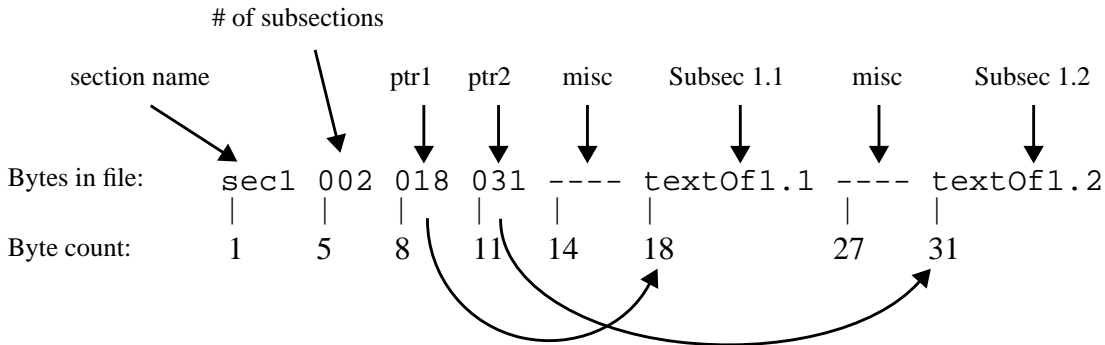 # of subsections
section name ptr1 ptr2 misc Subsec 1.1 misc Subsec 1.2
Bytes in file: sec1 002 018 031 ---- textOf1.1 ---- textOf1.2
Byte count: 1 5 8 11 14 18 27 31